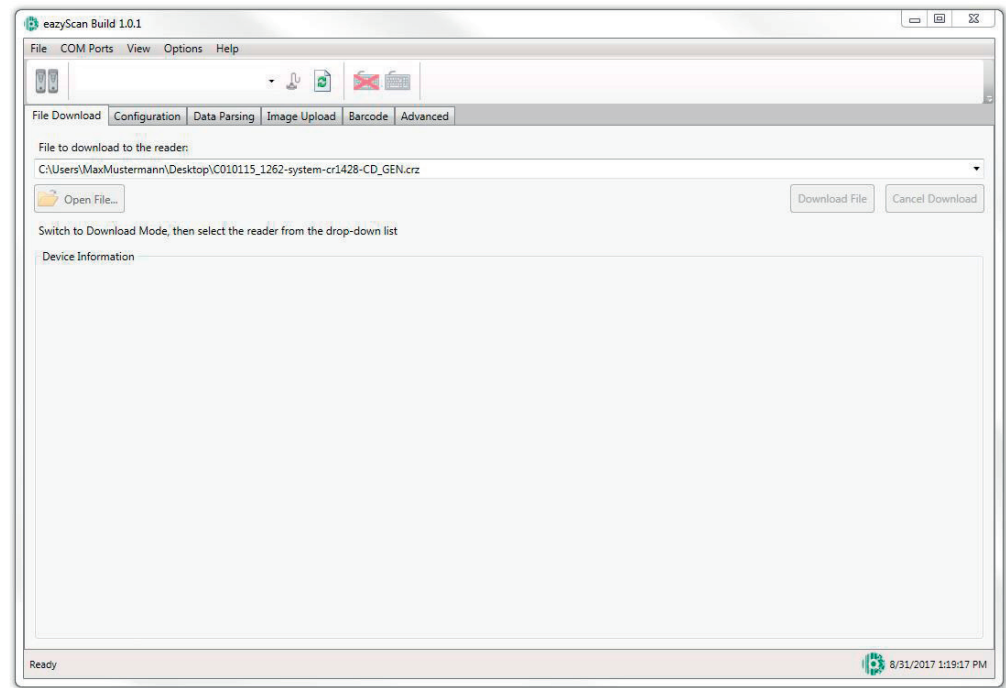 eazyScan Build 1.0.1
File COM Ports View Options Help
File Download Configuration Data Parsing Image Upload Barcode Advanced
File to download to the reader:
C:\Users\MaxMustermann\Desktop\C010115_1262-system-cr1428-CD_GEN.crz
Open File... Download File Cancel Download
Switch to Download Mode, then select the reader from the drop-down list
Device Information
Ready 8/31/2017 1:19:17 PM